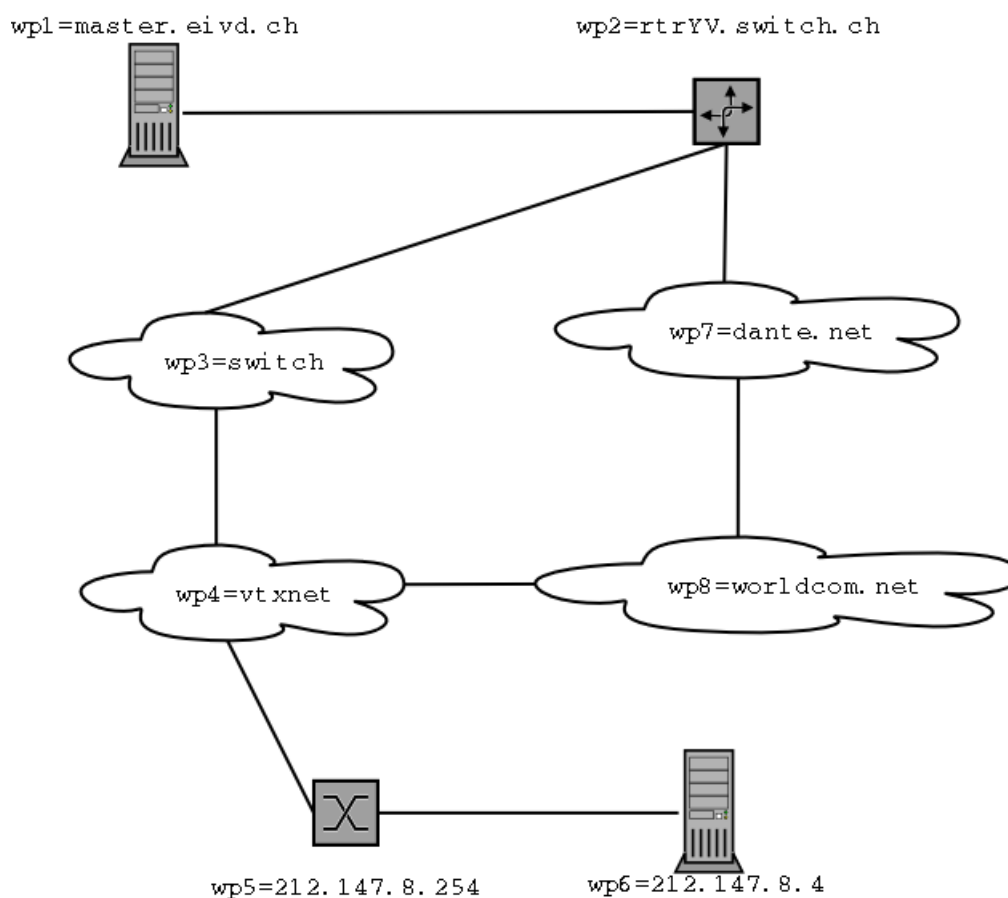 wp1=master.eivd.ch
wp2=rtrYV.switch.ch
wp7=dante.net
wp3=switch
wp4=vtxnet
wp8=worldcom.net
wp5=212.147.8.254
wp6=212.147.8.4